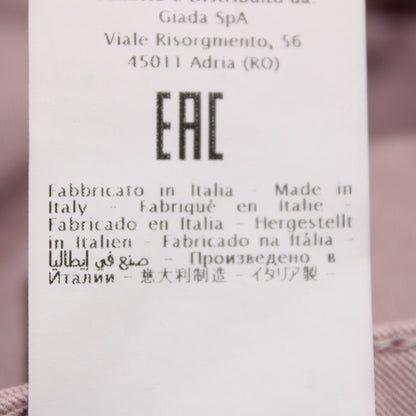 Distribuito da:
Giada SpA
Viale Risorgmento, 56
45011 Adria (RO)
EAC
Fabbricato in Italia - Made in
Italy - Fabriqué en Italie -
Fabricado en Italia - Hergestellt
in Italien - Fabricado na Itália -
صنع في إيطاليا - Произведено в
Италии - 意大利制造 - イタリア製 -